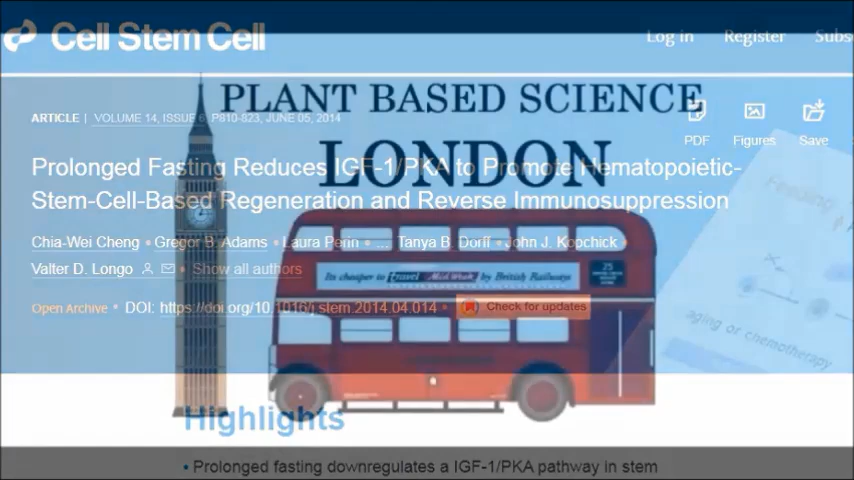 Cell Stem Cell
Log in Register Subs
PLANT BASED SCIENCE
LONDON
ARTICLE | VOLUME 14, ISSUE 6, P810-823, JUNE 05, 2014
PDF Figures Save
Prolonged Fasting Reduces IGF-1/PKA to Promote Hematopoietic-
Stem-Cell-Based Regeneration and Reverse Immunosuppression
Chia-Wei Cheng • Gregor B. Adams • Laura Perin • ... Tanya B. Dorff • John J. Kopchick •
Valter D. Longo Show all authors
Open Archive • DOI: https://doi.org/10.1016/j.stem.2014.04.014 • Check for updates
Its cheaper to travel Mid Week by British Railways
25
Feeding
aging or chemotherapy
Highlights
• Prolonged fasting downregulates a IGF-1/PKA pathway in stem